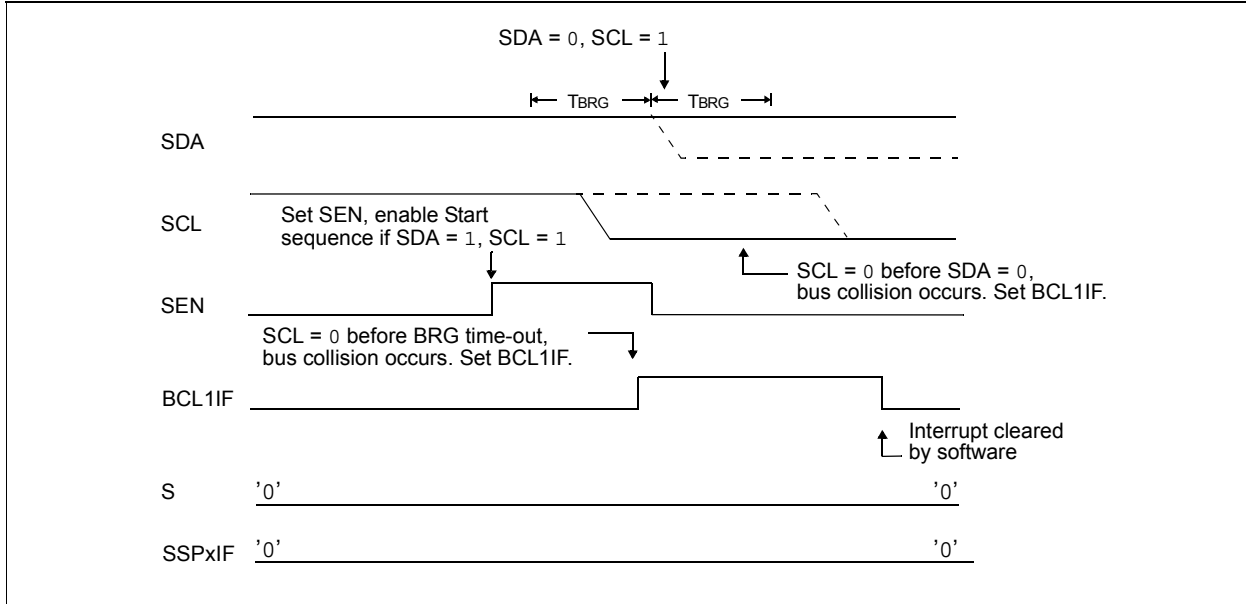 SDA = 0, SCL = 1
TBRG TBRG
SDA
SCL
Set SEN, enable Start
sequence if SDA = 1, SCL = 1
SCL = 0 before SDA = 0,
bus collision occurs. Set BCL1IF.
SEN
SCL = 0 before BRG time-out,
bus collision occurs. Set BCL1IF.
BCL1IF
Interrupt cleared
by software
S '0' '0'
SSPxIF '0' '0'